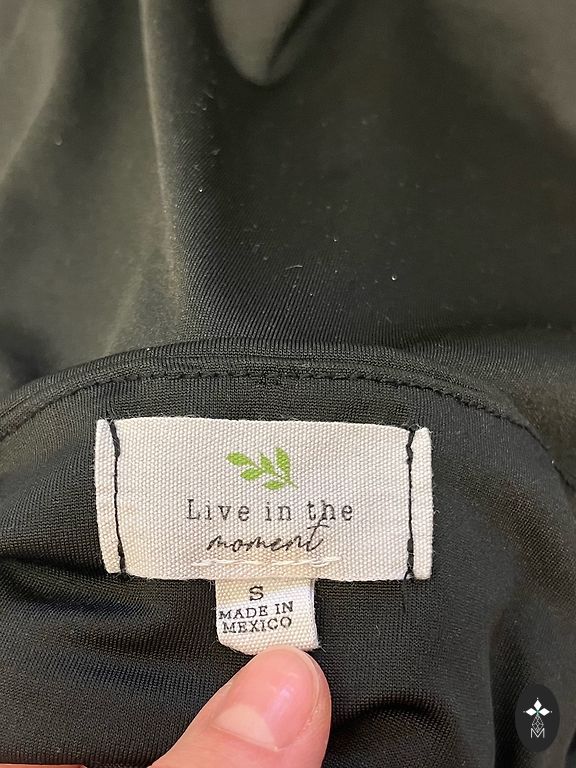 Live in the
moment
S
MADE IN
MEXICO
M